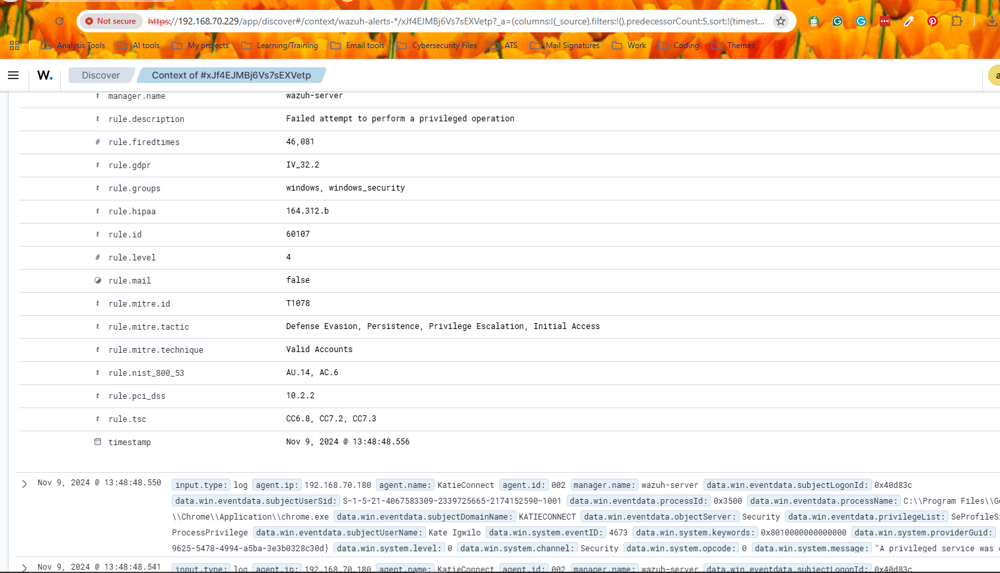 Not secure https://192.168.70.229/app/discover#/context/wazuh-alerts-*/xJf4EJMBj6Vs7sEXVetp?_a=(columns:!(_source),filters:!(),predecessorCount:5,sort:!(timest...
Analysis Tools AI tools My projects Learning/Training Email tools Cybersecurity Files ATS Mail Signatures Work Coding Themes
W. Discover Context of #xJf4EJMBj6Vs7sEXVetp a
t manager.name wazuh-server
t rule.description Failed attempt to perform a privileged operation
# rule.firedtimes 46,081
t rule.gdpr IV_32.2
t rule.groups windows, windows_security
t rule.hipaa 164.312.b
t rule.id 60107
# rule.level 4
rule.mail false
t rule.mitre.id T1078
t rule.mitre.tactic Defense Evasion, Persistence, Privilege Escalation, Initial Access
t rule.mitre.technique Valid Accounts
t rule.nist_800_53 AU.14, AC.6
t rule.pci_dss 10.2.2
t rule.tsc CC6.8, CC7.2, CC7.3
timestamp Nov 9, 2024 @ 13:48:48.556
Nov 9, 2024 @ 13:48:48.550 input.type: log agent.ip: 192.168.70.180 agent.name: KatieConnect agent.id: 002 manager.name: wazuh-server data.win.eventdata.subjectLogonId: 0x40d83c
data.win.eventdata.subjectUserSid: S-1-5-21-4067583309-2339725665-2174152590-1001 data.win.eventdata.processId: 0x3500 data.win.eventdata.processName: C:\\Program Files\\Go
\\Chrome\\Application\\chrome.exe data.win.eventdata.subjectDomainName: KATIECONNECT data.win.eventdata.objectServer: Security data.win.eventdata.privilegeList: SeProfileSi
ProcessPrivilege data.win.eventdata.subjectUserName: Kate Igwilo data.win.system.eventID: 4673 data.win.system.keywords: 0x8010000000000000 data.win.system.providerGuid:
9625-5478-4994-a5ba-3e3b0328c30d} data.win.system.level: 0 data.win.system.channel: Security data.win.system.opcode: 0 data.win.system.message: "A privileged service was
Nov 9, 2024 @ 13:48:48.541 input.type: log agent.ip: 192.168.70.180 agent.name: KatieConnect agent.id: 002 manager.name: wazuh-server data.win.eventdata.subjectLogonId: 0x40d83c